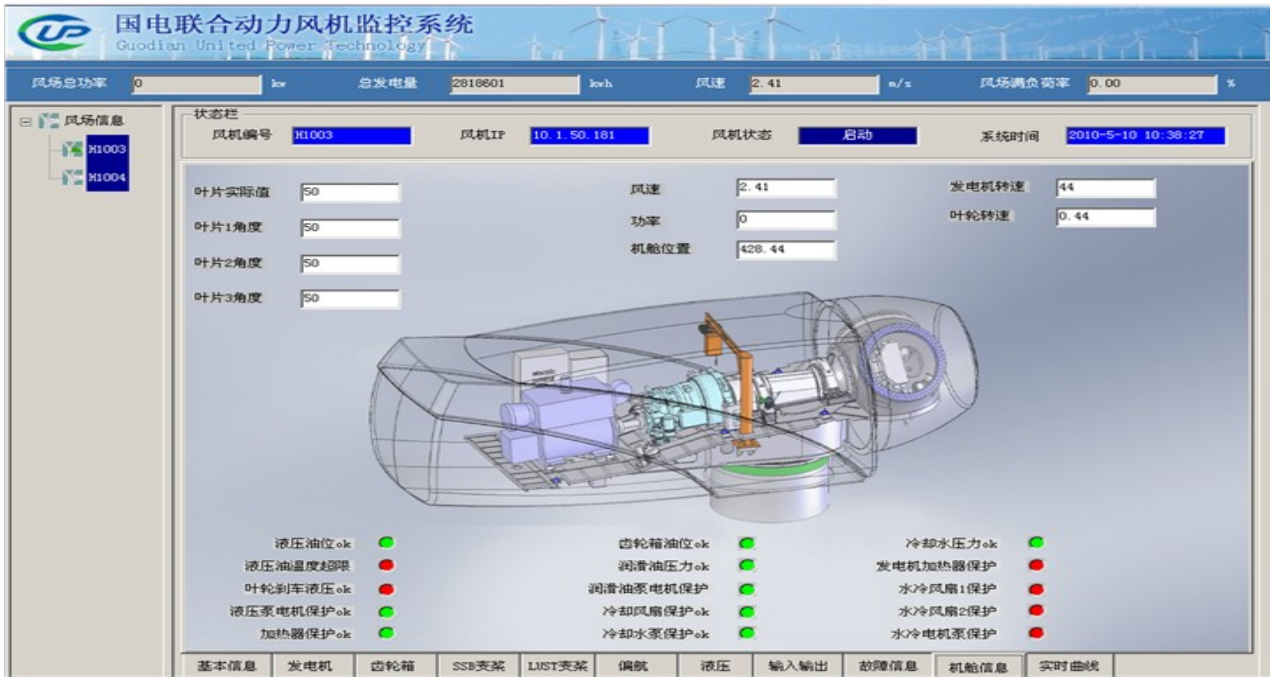 国电联合动力风机监控系统
Guodian United Power Technology
风场总功率 0 kw 总发电量 2818601 kwh 风速 2.41 m/s 风场满负荷率 0.00 %
风场信息
H1003
H1004
状态栏
风机编号 H1003 风机IP 10.1.50.181 风机状态 启动 系统时间 2010-5-10 10:38:27
叶片实际值 50 风速 2.41 发电机转速 44
叶片1角度 50 功率 0 叶轮转速 0.44
机舱位置 428.44
叶片2角度 50
叶片3角度 50
液压油位ok 齿轮箱油位ok 冷却水压力ok
液压油温度超限 润滑油压力ok 发电机加热器保护
叶轮刹车液压ok 润滑油泵电机保护 水冷风扇1保护
液压泵电机保护ok 冷却风扇保护ok 水冷风扇2保护
加热器保护ok 冷却水泵保护ok 水冷电机泵保护
基本信息 发电机 齿轮箱 SSB变桨 LUST变桨 偏航 液压 输入输出 故障信息 机舱信息 实时曲线